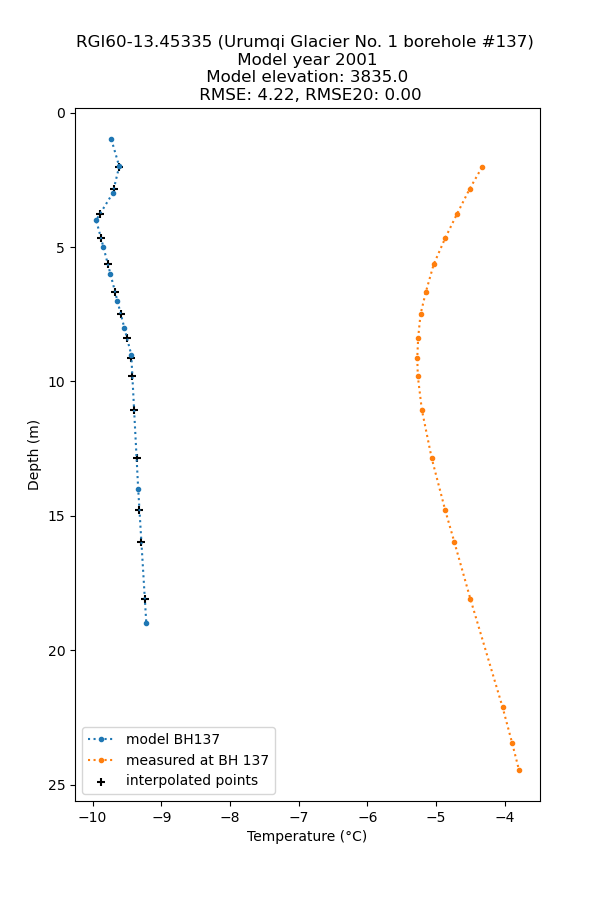 RGI60-13.45335 (Urumqi Glacier No. 1 borehole #137)
Model year 2001
Model elevation: 3835.0
RMSE: 4.22, RMSE20: 0.00
0
5
10
15
20
25
Depth (m)
model BH137
measured at BH 137
interpolated points
−10
−9
−8
−7
−6
−5
−4
Temperature (°C)